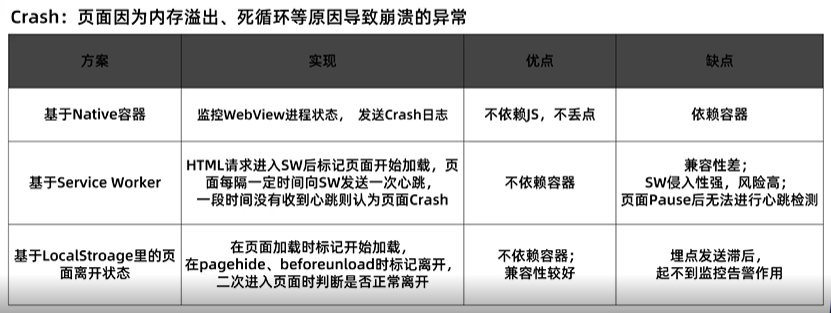 Crash：页面因为内存溢出、死循环等原因导致崩溃的异常
方案
实现
优点
缺点
基于Native容器
监控WebView进程状态， 发送Crash日志
不依赖JS，不丢点
依赖容器
基于Service Worker
HTML请求进入SW后标记页面开始加载，页
面每隔一定时间向SW发送一次心跳，
一段时间没有收到心跳则认为页面Crash
不依赖容器
兼容性差；
SW侵入性强，风险高；
页面Pause后无法进行心跳检测
基于LocalStroage里的页
面离开状态
在页面加载时标记开始加载，
在pagehide、beforeunload时标记离开，
二次进入页面时判断是否正常离开
不依赖容器；
兼容性较好
埋点发送滞后，
起不到监控告警作用